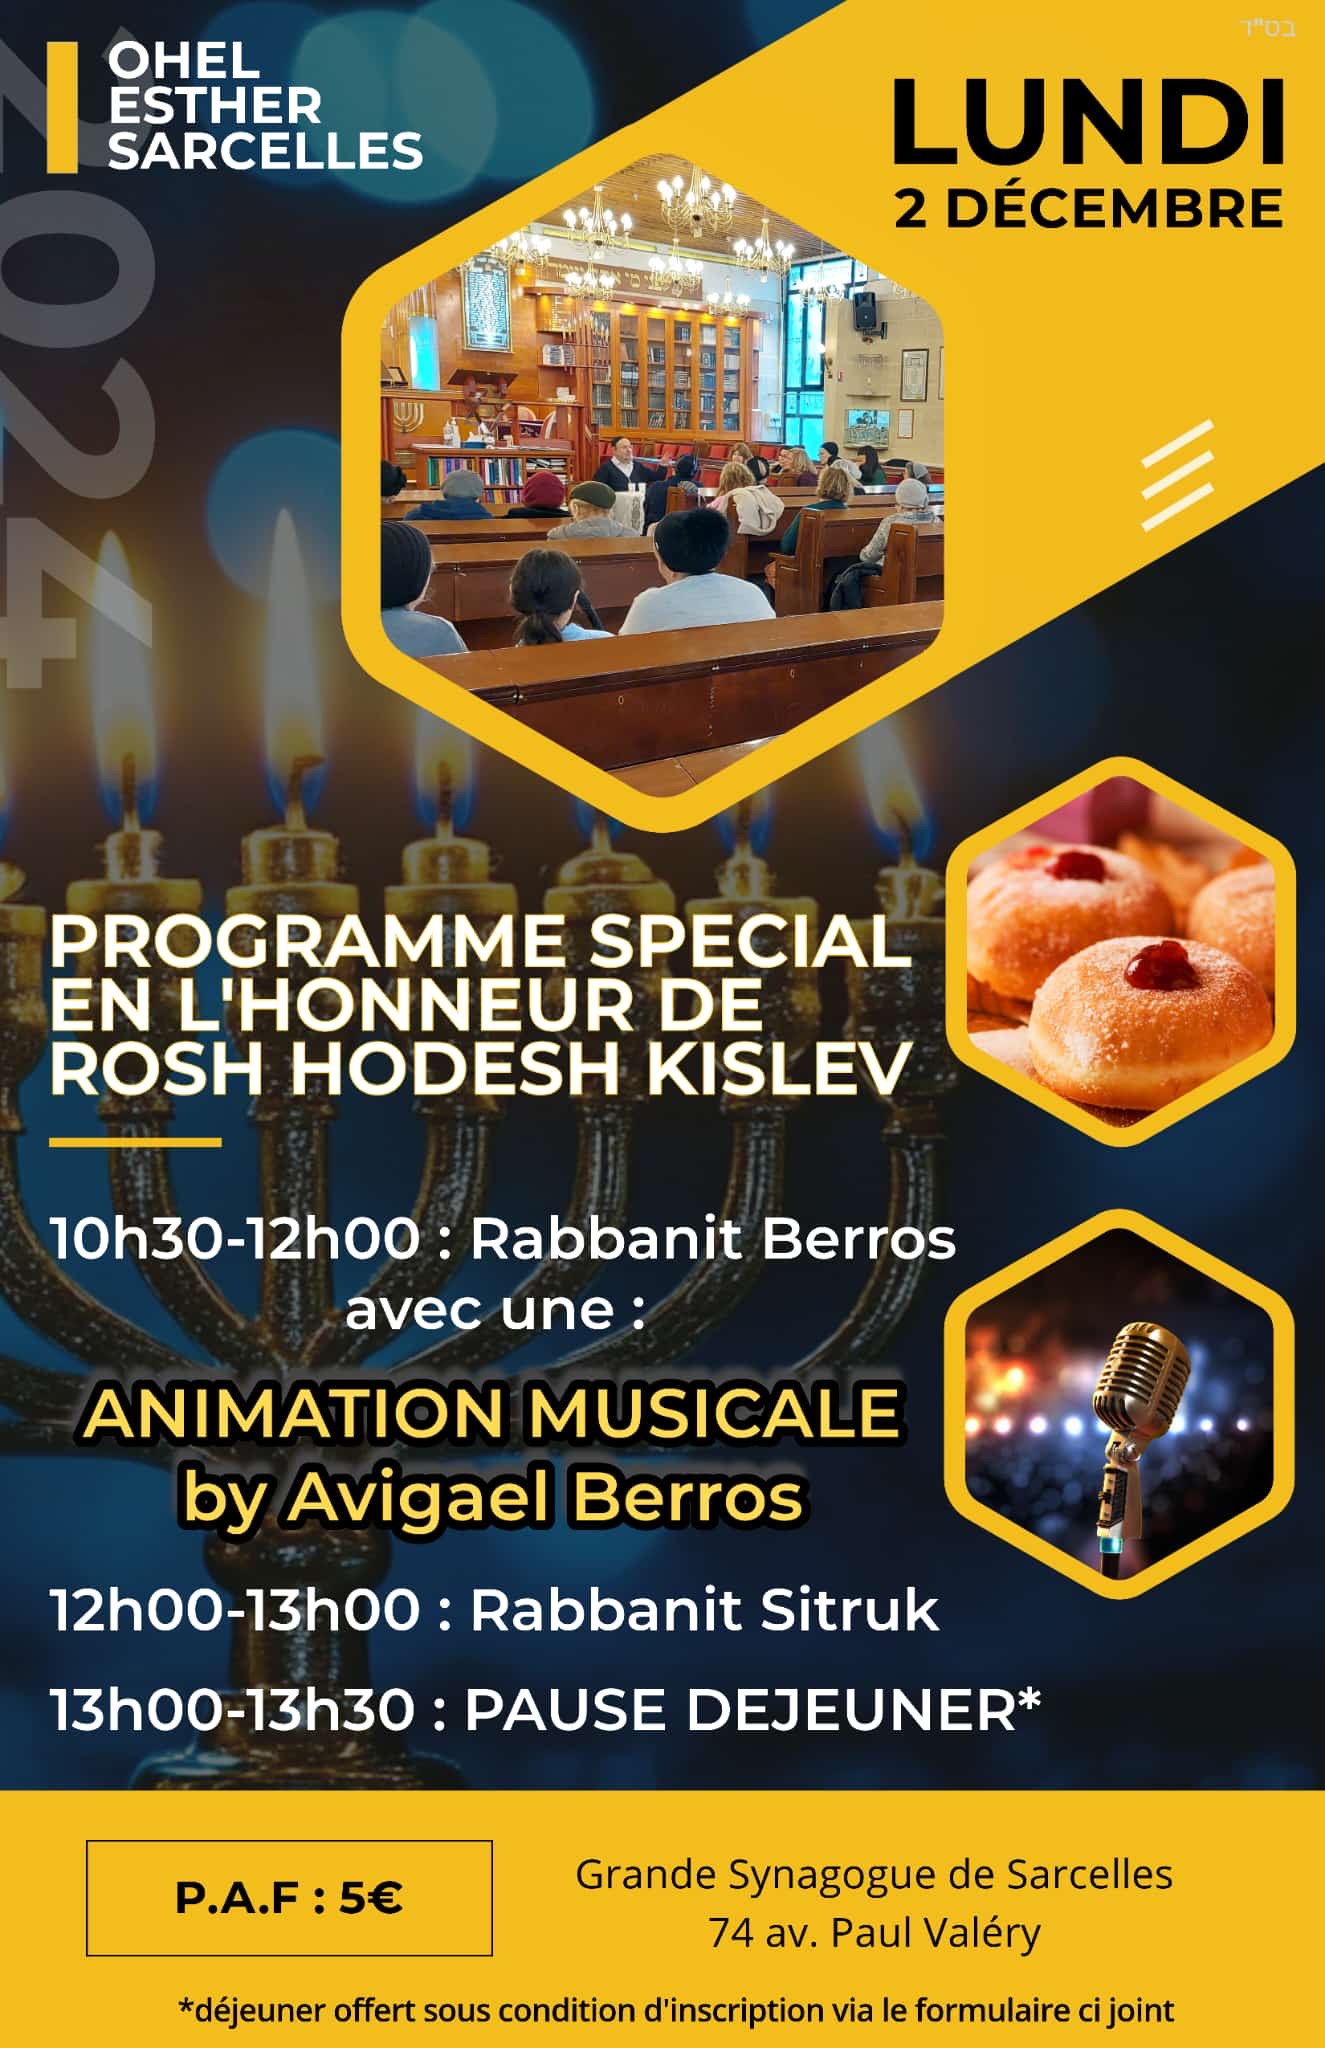 בס"ד
OHEL
ESTHER
SARCELLES
2024
LUNDI
2 DÉCEMBRE
PROGRAMME SPECIAL
EN L'HONNEUR DE
ROSH HODESH KISLEV
10h30-12h00 : Rabbanit Berros
avec une :
ANIMATION MUSICALE
by Avigael Berros
12h00-13h00 : Rabbanit Sitruk
13h00-13h30 : PAUSE DEJEUNER*
P.A.F : 5€
Grande Synagogue de Sarcelles
74 av. Paul Valéry
*déjeuner offert sous condition d'inscription via le formulaire ci joint